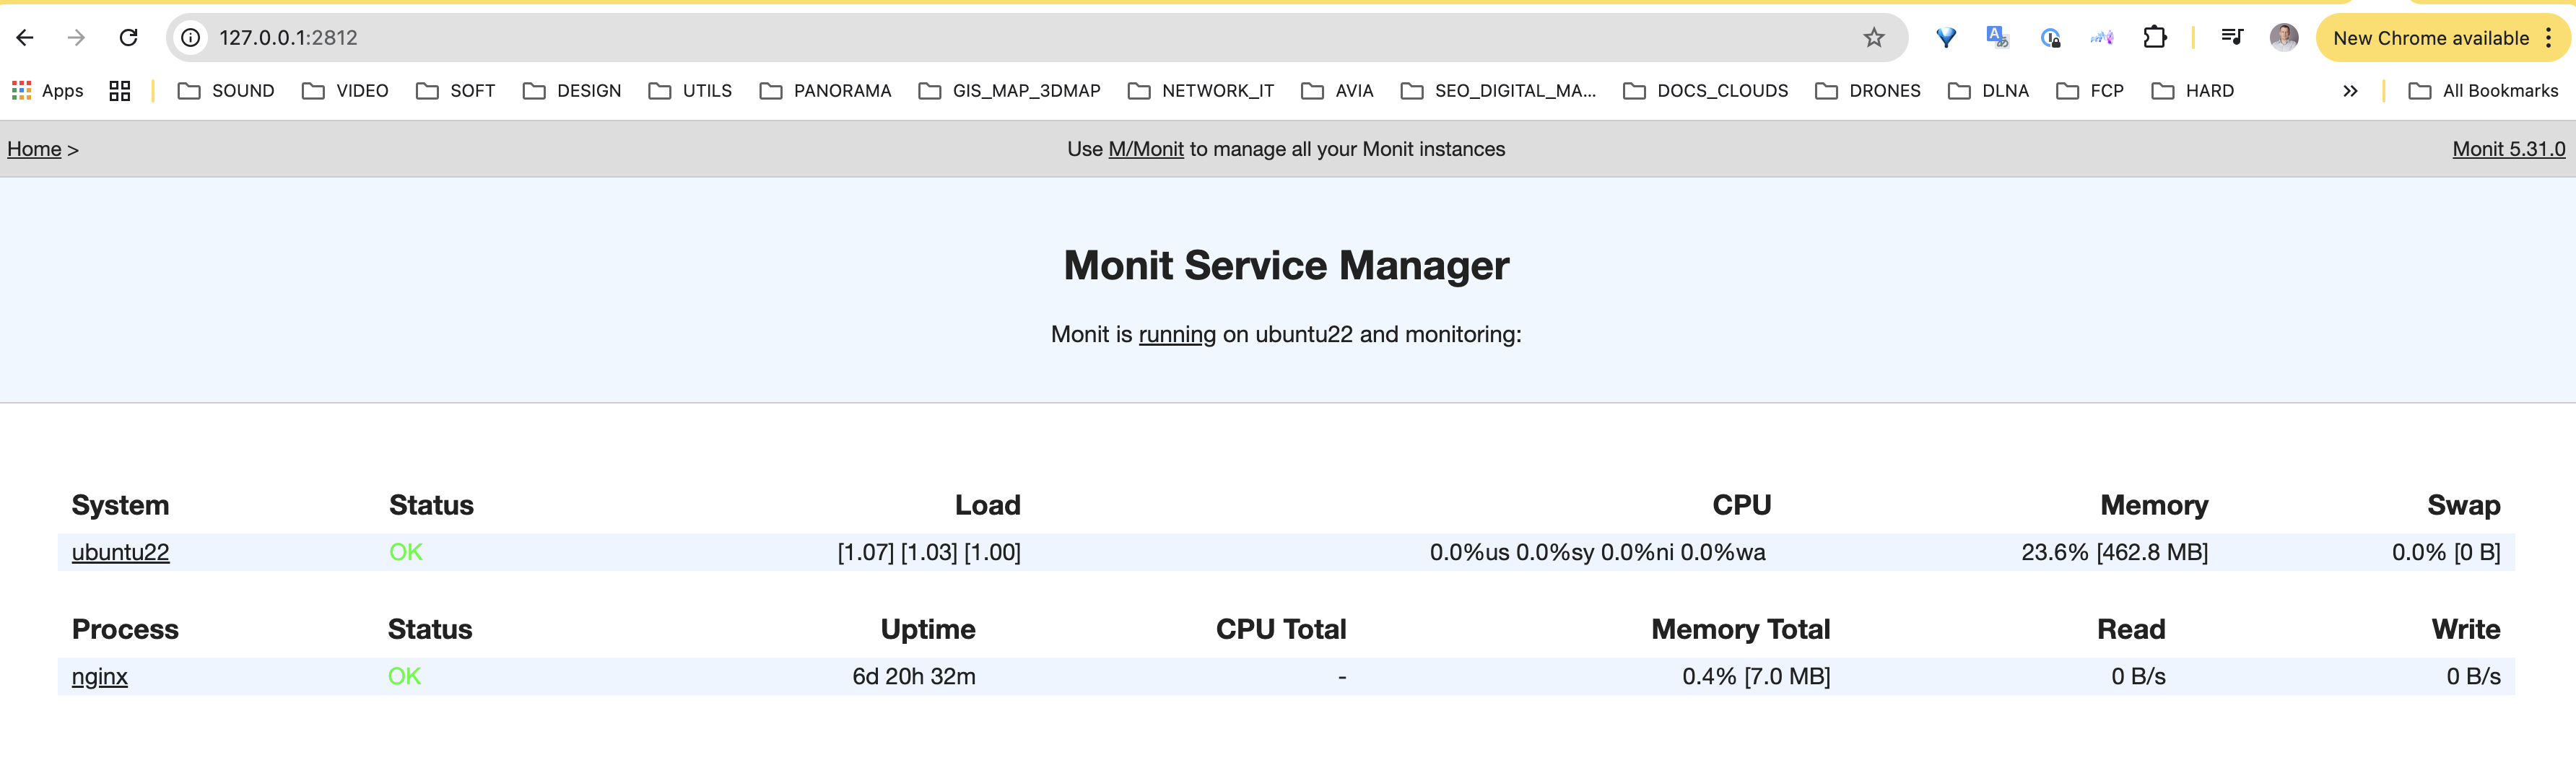 127.0.0.1:2812
New Chrome available
Apps SOUND VIDEO SOFT DESIGN UTILS PANORAMA GIS_MAP_3DMAP NETWORK_IT AVIA SEO_DIGITAL_MA... DOCS_CLOUDS DRONES DLNA FCP HARD » All Bookmarks
Home > Use M/Monit to manage all your Monit instances Monit 5.31.0
Monit Service Manager
Monit is running on ubuntu22 and monitoring:
System Status Load CPU Memory Swap
ubuntu22 OK [1.07] [1.03] [1.00] 0.0%us 0.0%sy 0.0%ni 0.0%wa 23.6% [462.8 MB] 0.0% [0 B]
Process Status Uptime CPU Total Memory Total Read Write
nginx OK 6d 20h 32m - 0.4% [7.0 MB] 0 B/s 0 B/s